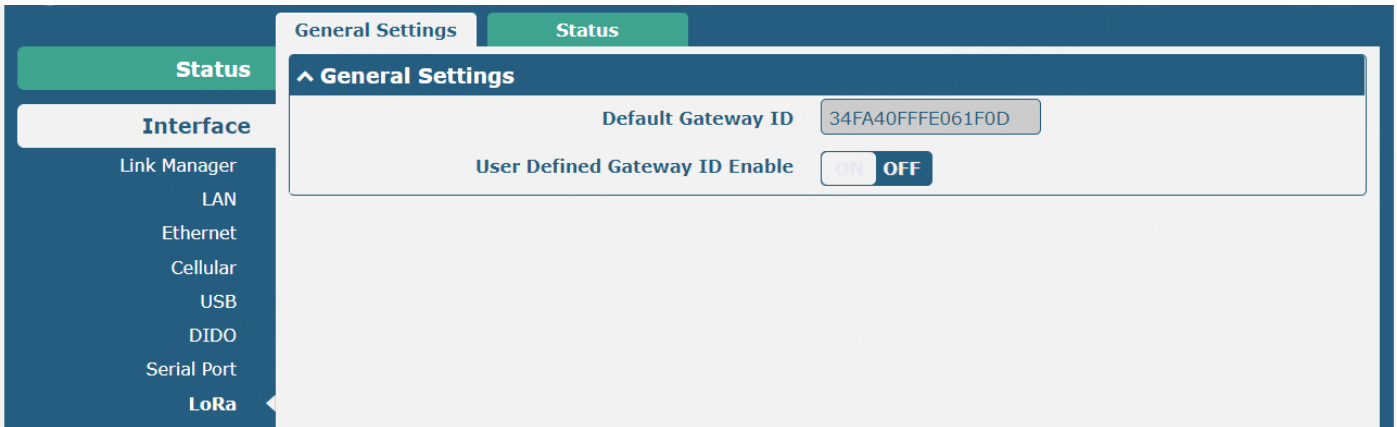 General Settings
Status
Status
General Settings
Interface
Default Gateway ID
34FA40FFFE061F0D
Link Manager
User Defined Gateway ID Enable
ON OFF
LAN
Ethernet
Cellular
USB
DIDO
Serial Port
LoRa